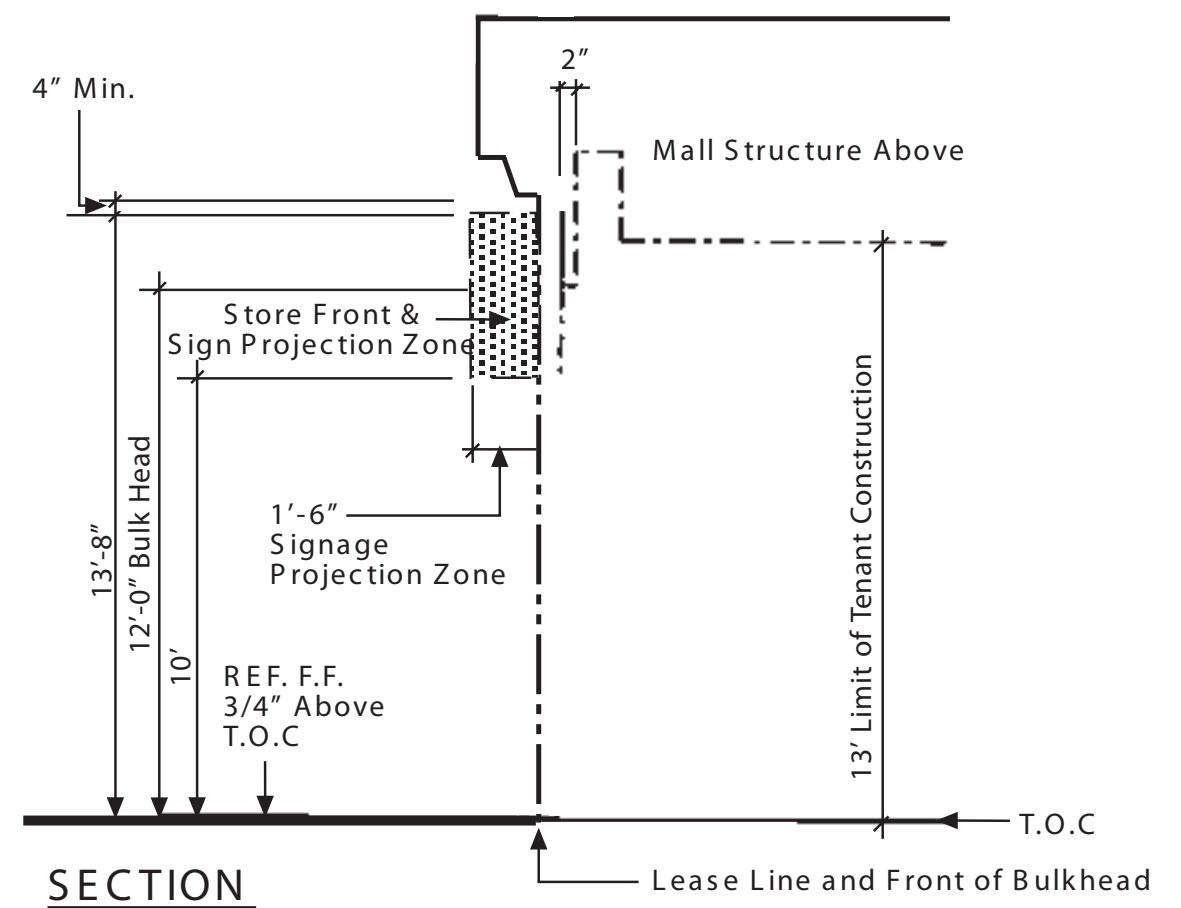 2”
4” Min.
Mall Structure Above
Store Front &
Sign Projection Zone
1’-6”
Signage
Projection Zone
13’-8”
12’-0” Bulk Head
10’
REF. F.F.
3/4” Above
T.O.C
13’ Limit of Tenant Construction
T.O.C
Lease Line and Front of Bulkhead
SECTION